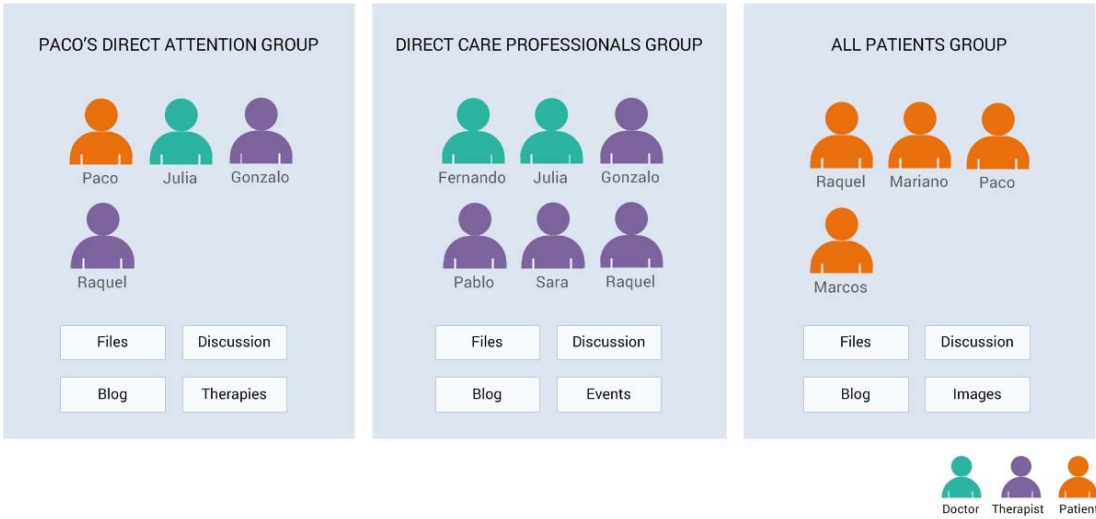 PACO'S DIRECT ATTENTION GROUP
Paco Julia Gonzalo
Raquel
Files Discussion
Blog Therapies
DIRECT CARE PROFESSIONALS GROUP
Fernando Julia Gonzalo
Pablo Sara Raquel
Files Discussion
Blog Events
ALL PATIENTS GROUP
Raquel Mariano Paco
Marcos
Files Discussion
Blog Images
Doctor Therapist Patient